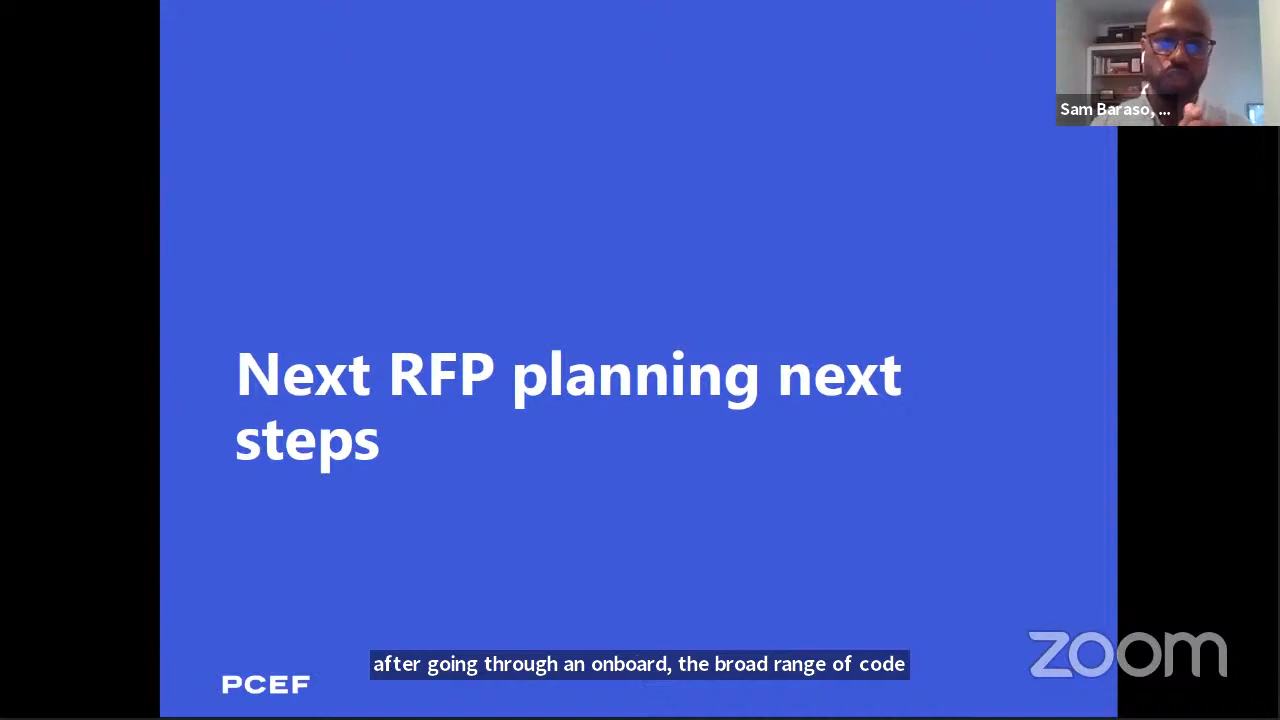 Sam Baraso, ...
Next RFP planning next
steps
after going through an onboard, the broad range of code
PCEF
zoom